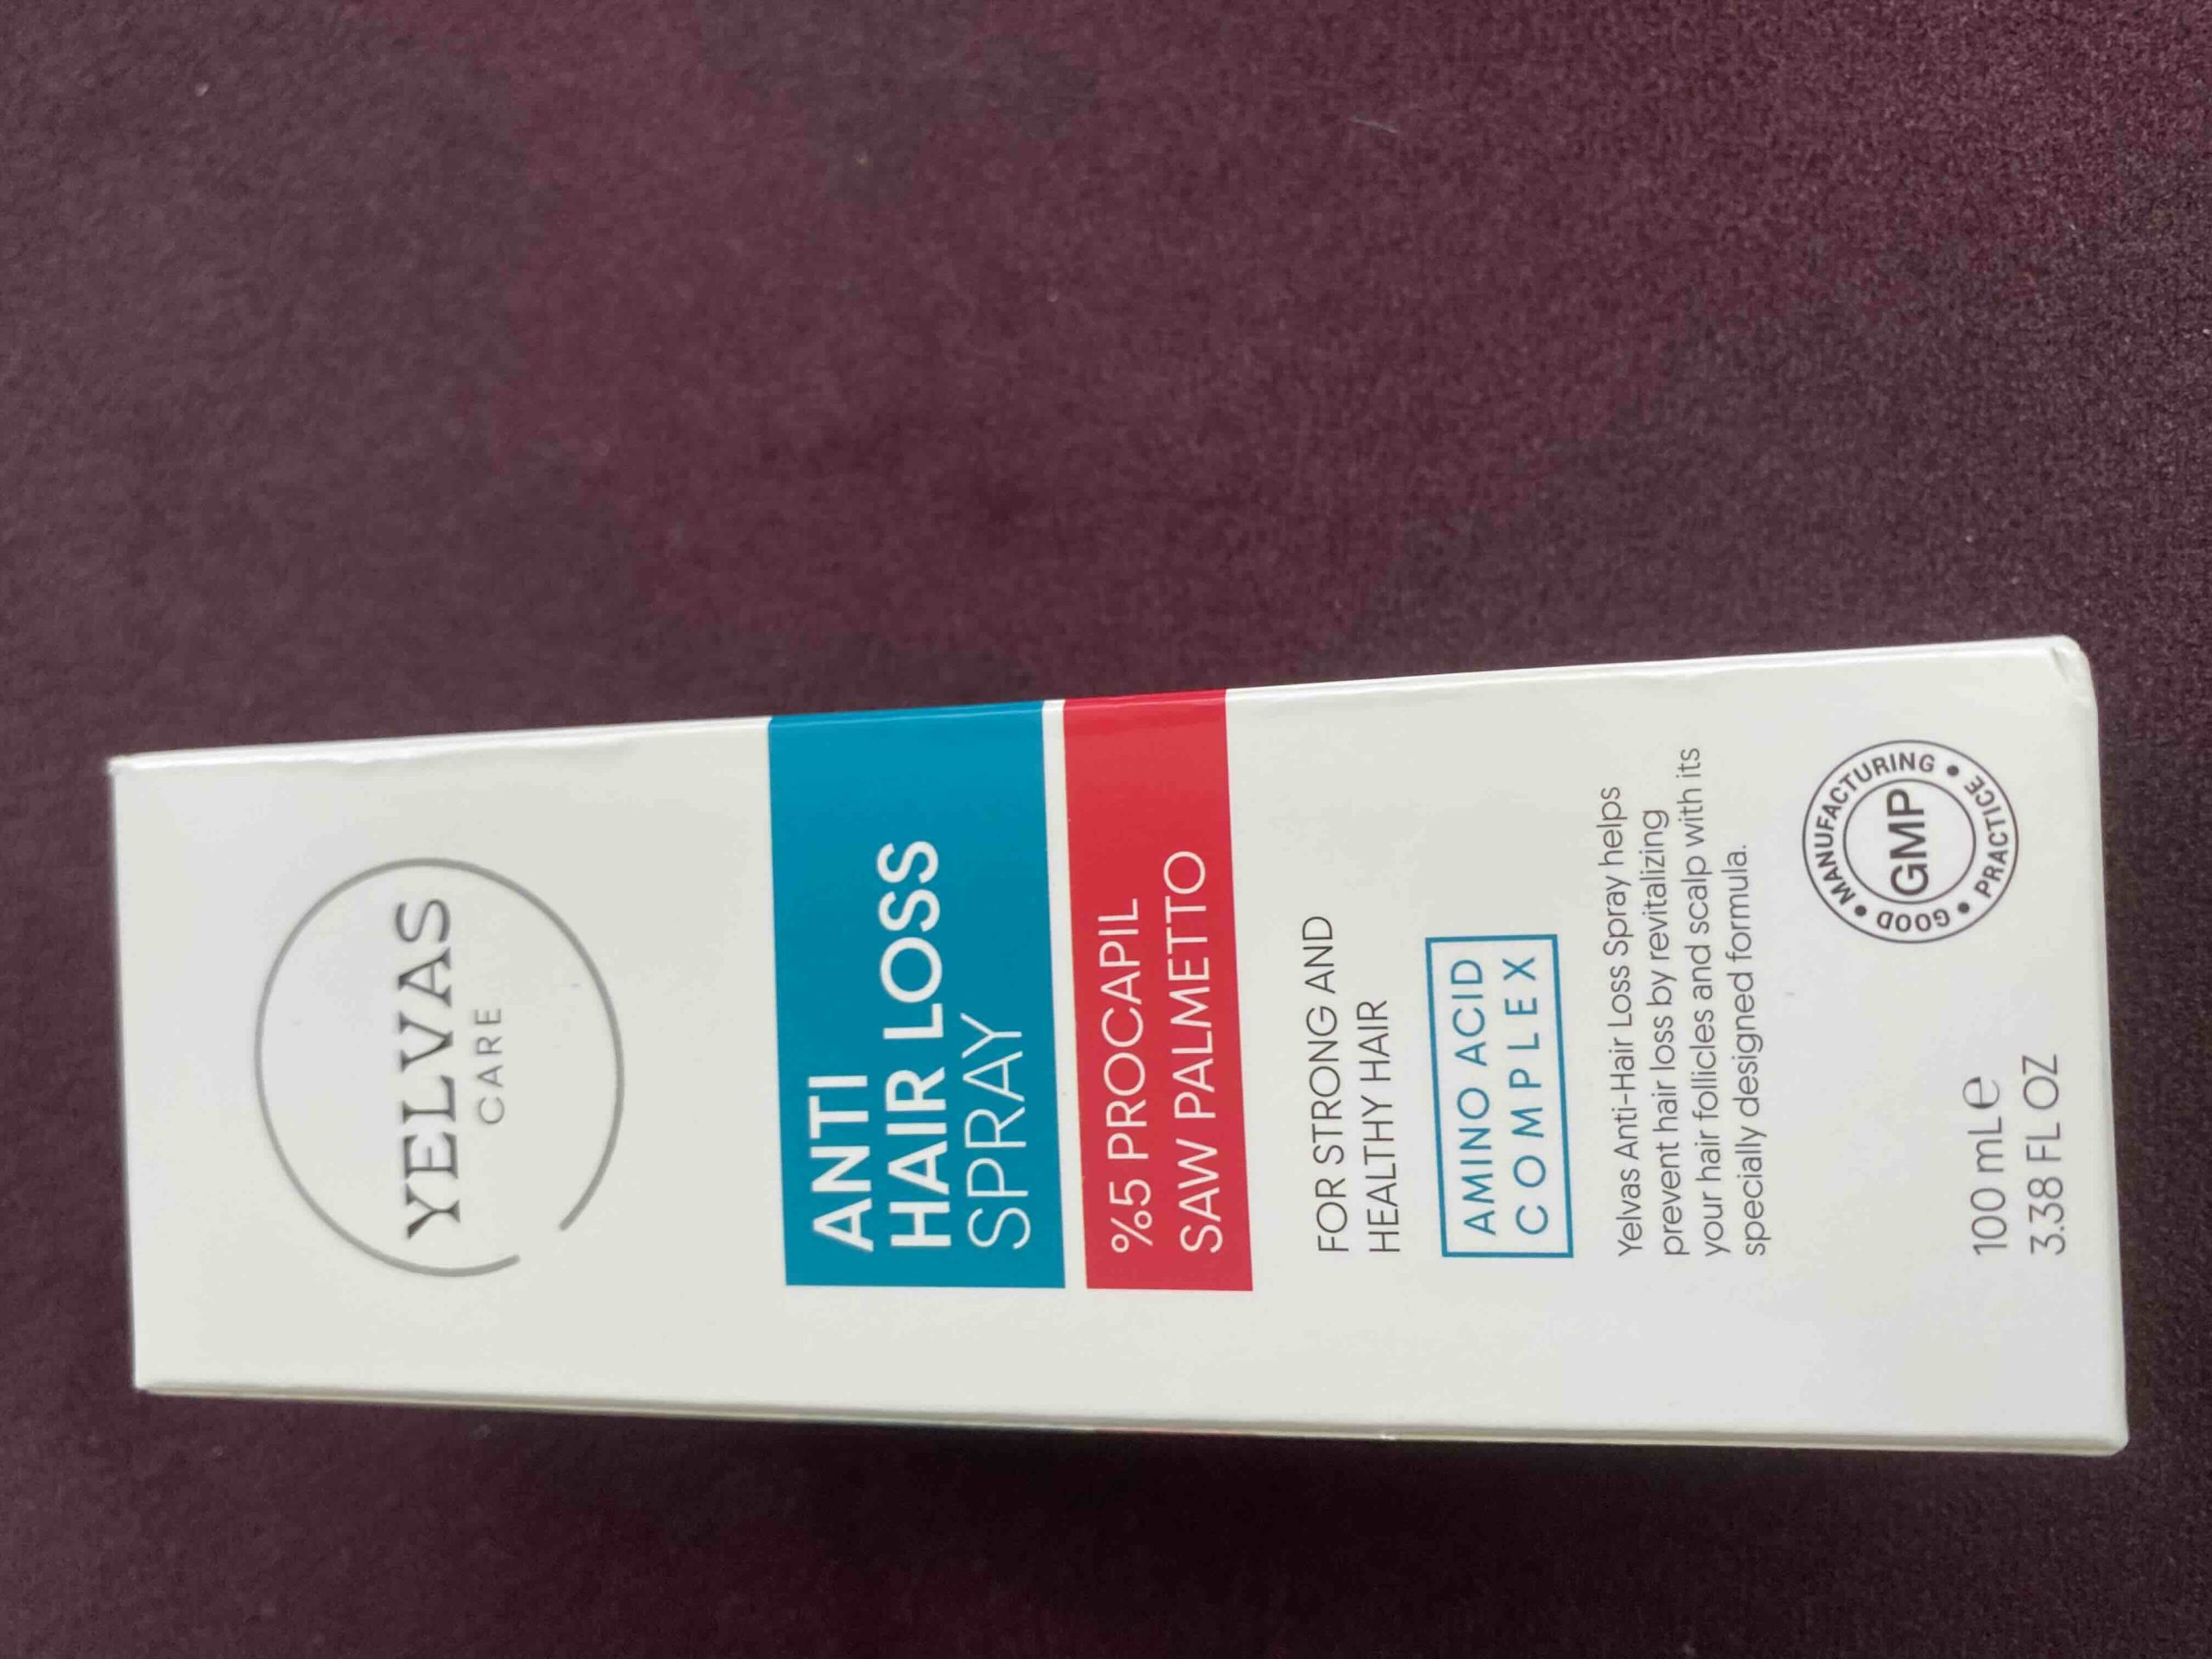 YELVAS
CARE
ANTI
HAIR LOSS
SPRAY
%5 PROCAPIL
SAW PALMETTO
FOR STRONG AND
HEALTHY HAIR
AMINO ACID
COMPLEX
Yelvas Anti-Hair Loss Spray helps
prevent hair loss by revitalizing
your hair follicles and scalp with its
specially designed formula.
GOOD • MANUFACTURING • PRACTICE •
GMP
100 mL e
3.38 FL OZ